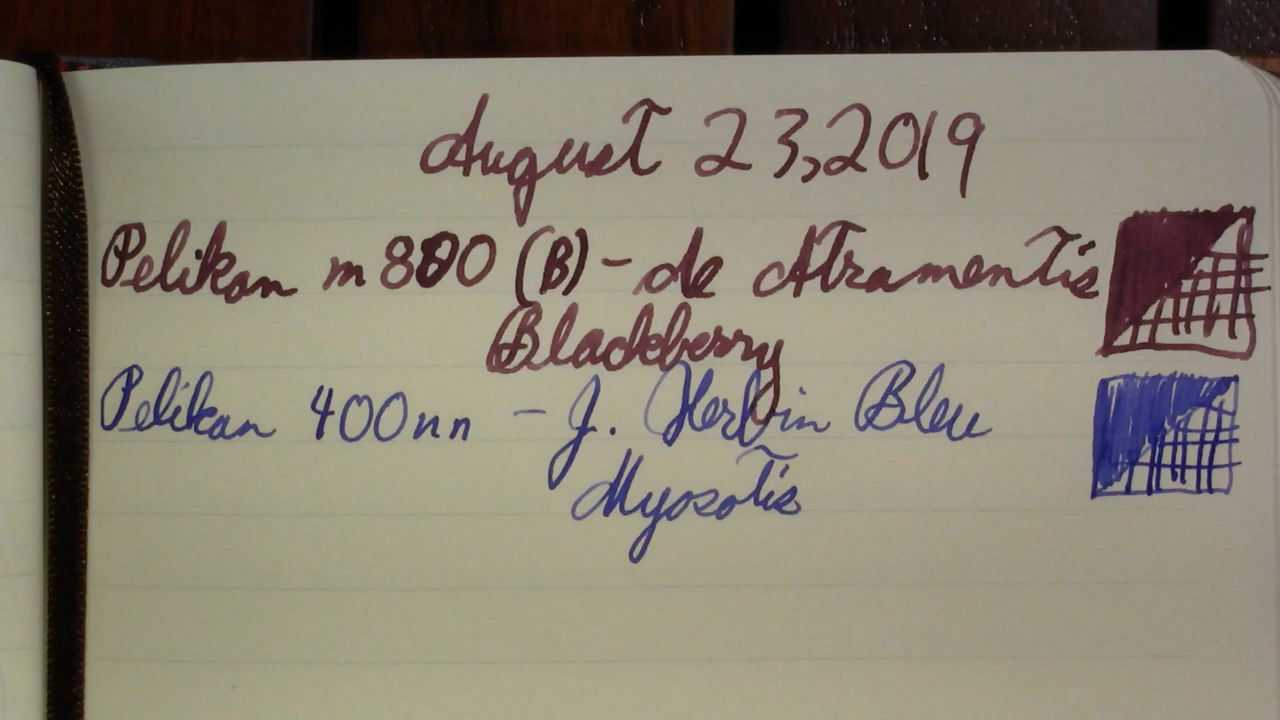 August 23, 2019
Pelikan m800 (B) - de Atramentis
Blackberry
Pelikan 400nn - J. Herbin Bleu
Myosotis